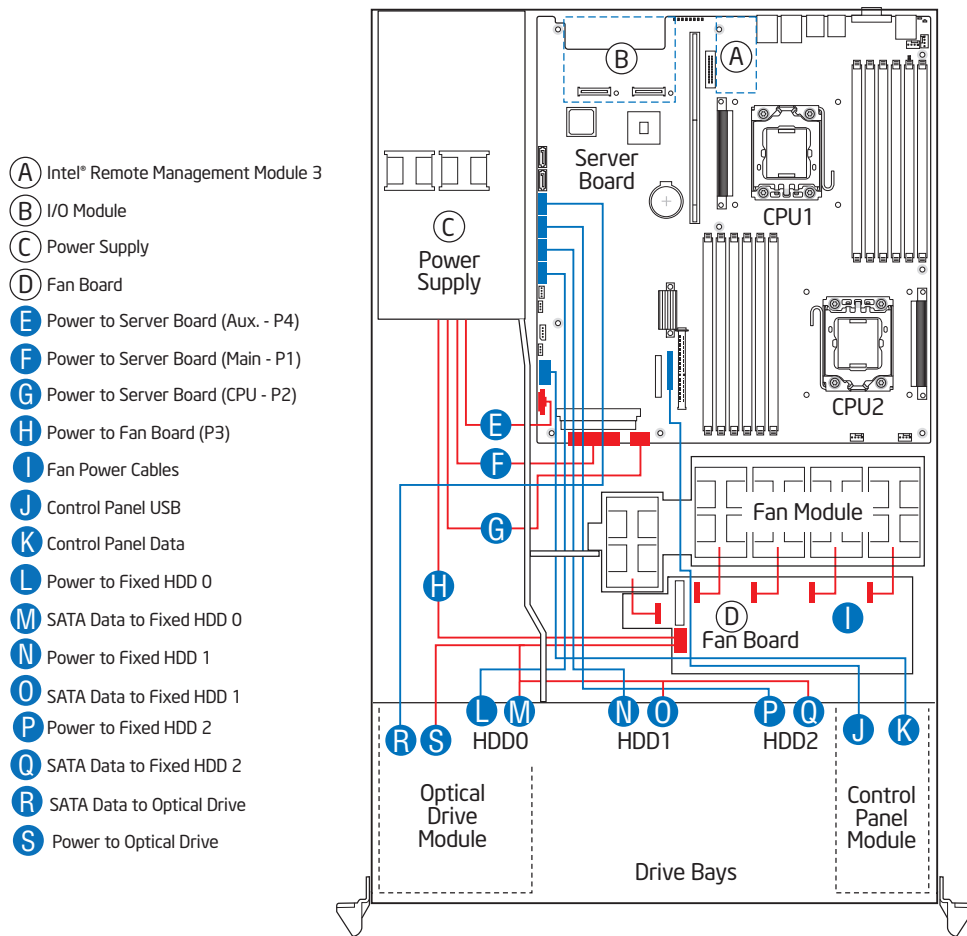 A Intel® Remote Management Module 3
B I/O Module
C Power Supply
D Fan Board
E Power to Server Board (Aux. - P4)
F Power to Server Board (Main - P1)
G Power to Server Board (CPU - P2)
H Power to Fan Board (P3)
I Fan Power Cables
J Control Panel USB
K Control Panel Data
L Power to Fixed HDD 0
M SATA Data to Fixed HDD 0
N Power to Fixed HDD 1
O SATA Data to Fixed HDD 1
P Power to Fixed HDD 2
Q SATA Data to Fixed HDD 2
R SATA Data to Optical Drive
S Power to Optical Drive
B
A
Server
Board
CPU1
C
Power
Supply
CPU2
E
F
G
Fan Module
H
D
I
Fan Board
L
M
N
O
P
Q
R
S
J
K
HDD0
HDD1
HDD2
Optical
Drive
Module
Control
Panel
Module
Drive Bays